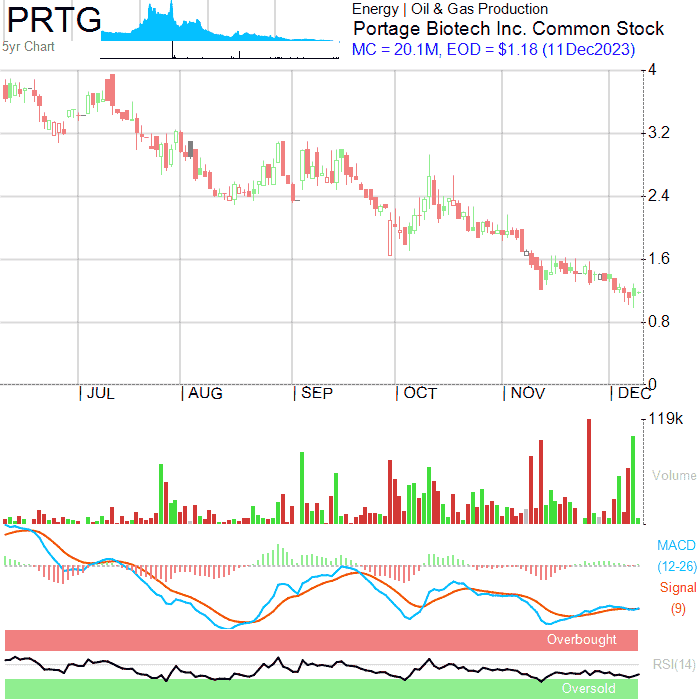 PRTG
5yr Chart
Energy | Oil & Gas Production
Portage Biotech Inc. Common Stock
MC = 20.1M, EOD = $1.18 (11Dec2023)
4
3.2
2.4
1.6
0.8
0
JUL AUG SEP OCT NOV DEC
119k
Volume
MACD
(12-26)
Signal
(9)
Overbought
RSI(14)
Oversold